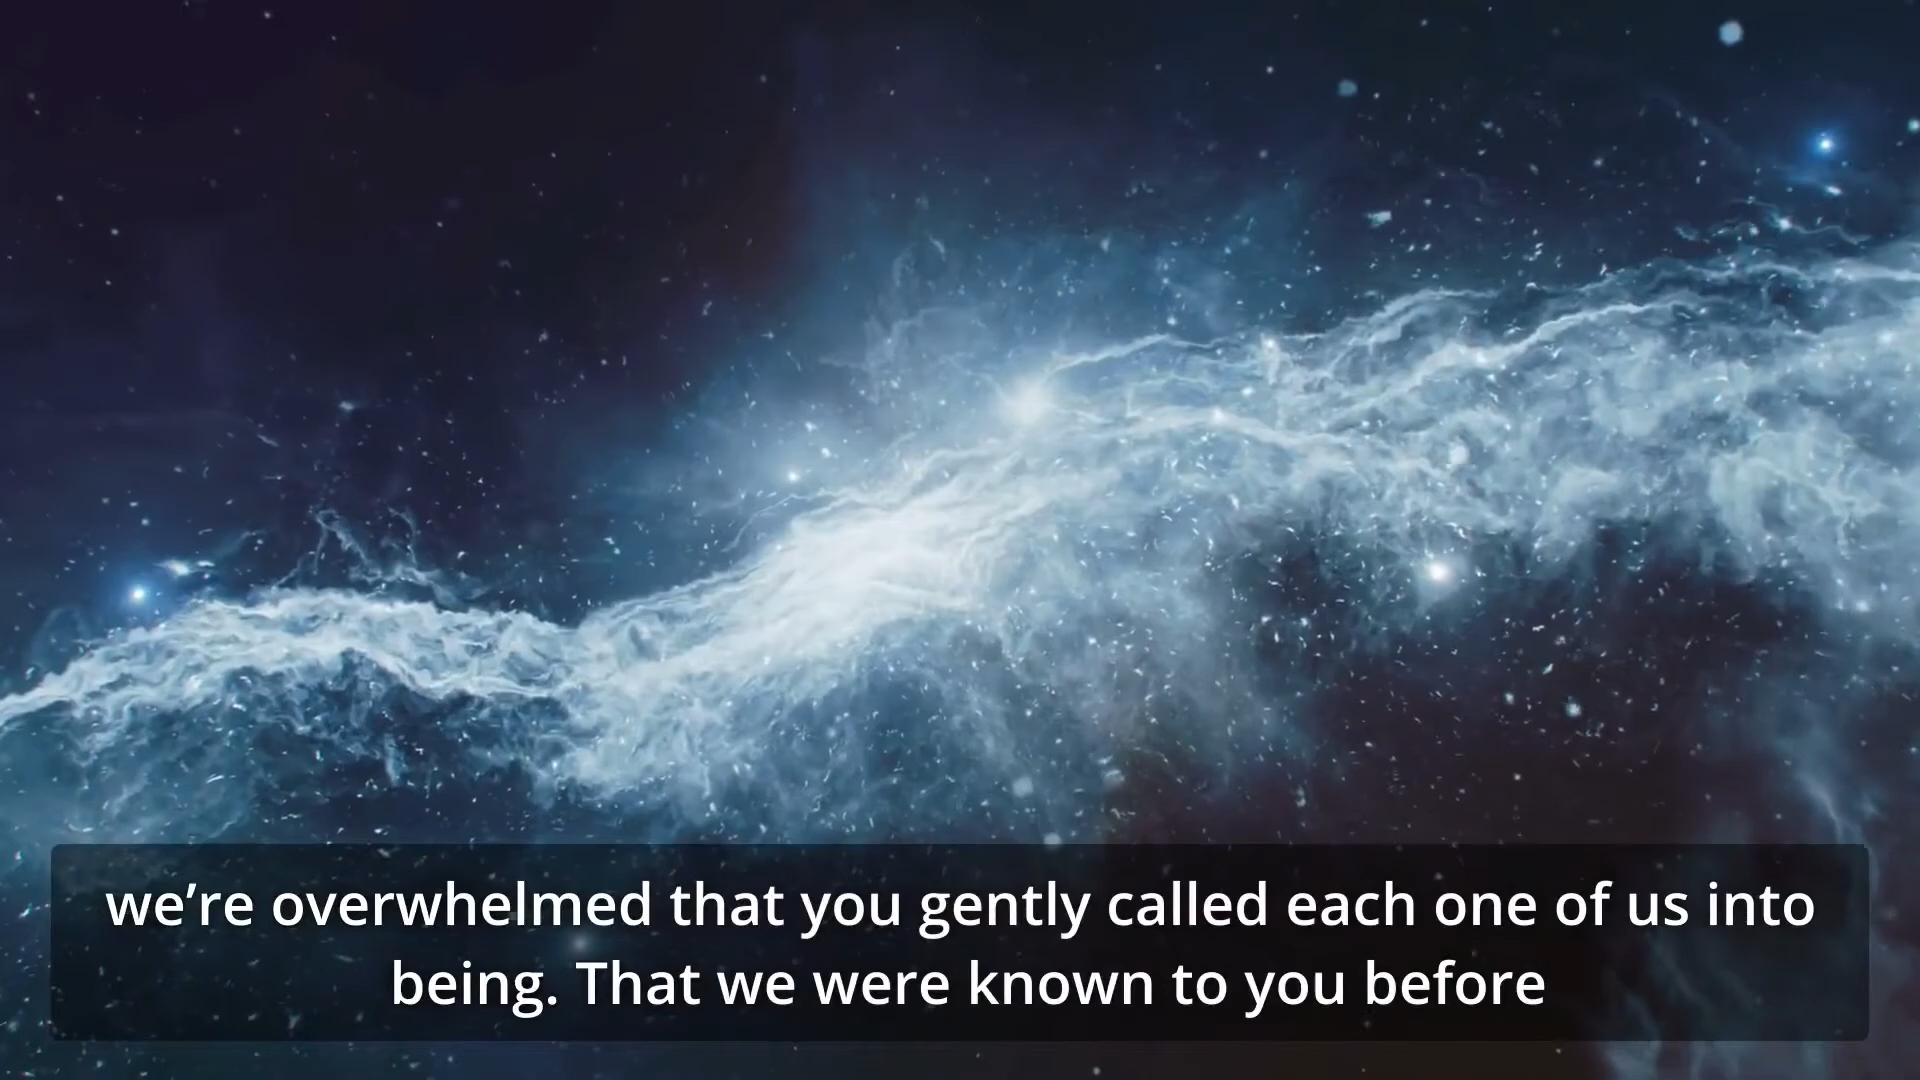 we’re overwhelmed that you gently called each one of us into
being. That we were known to you before